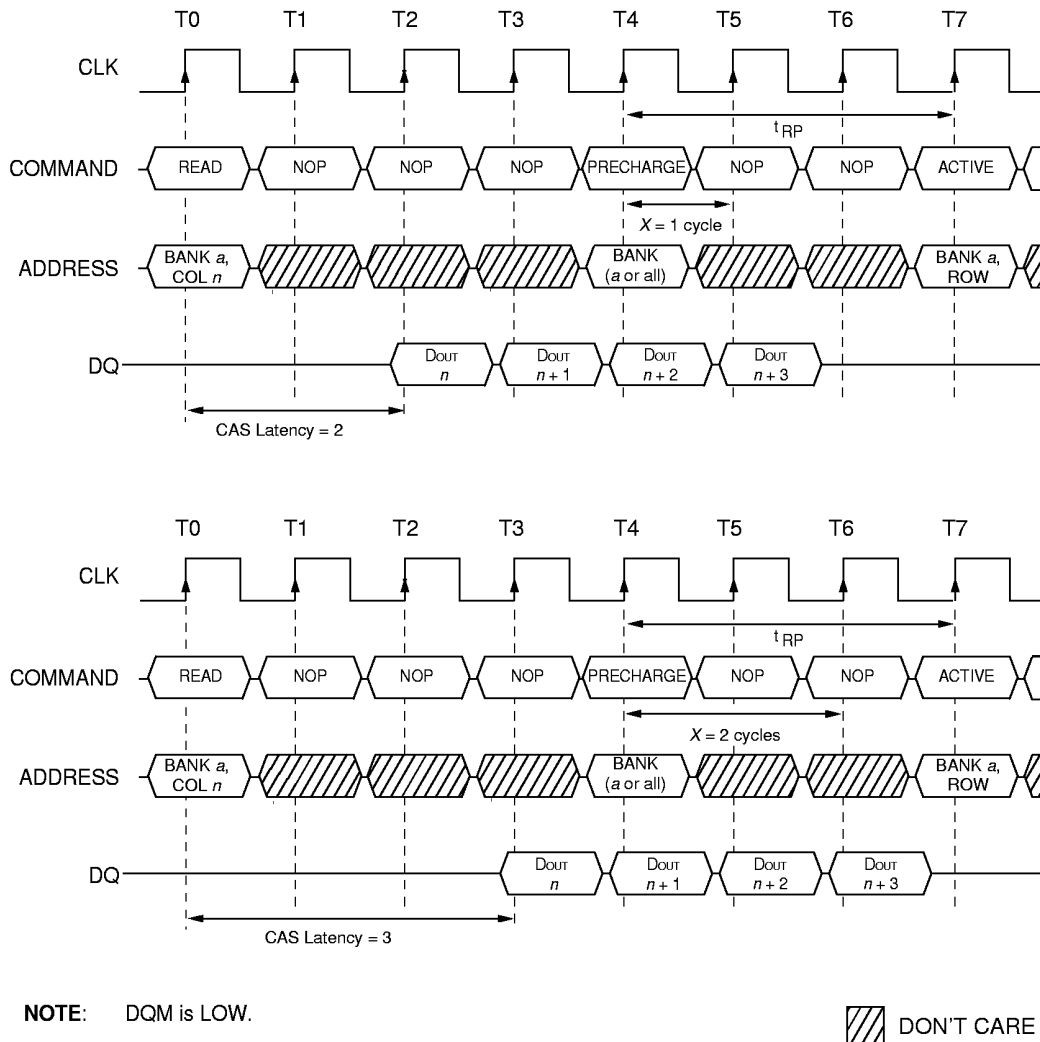 T0 T1 T2 T3 T4 T5 T6 T7
CLK
tRP
COMMAND READ NOP NOP NOP PRECHARGE NOP NOP ACTIVE
X = 1 cycle
ADDRESS BANK a, COL n BANK (a or all) BANK a, ROW
DQ DOUT n DOUT n + 1 DOUT n + 2 DOUT n + 3
CAS Latency = 2
T0 T1 T2 T3 T4 T5 T6 T7
CLK
tRP
COMMAND READ NOP NOP NOP PRECHARGE NOP NOP ACTIVE
X = 2 cycles
ADDRESS BANK a, COL n BANK (a or all) BANK a, ROW
DQ DOUT n DOUT n + 1 DOUT n + 2 DOUT n + 3
CAS Latency = 3
NOTE: DQM is LOW.
DON'T CARE